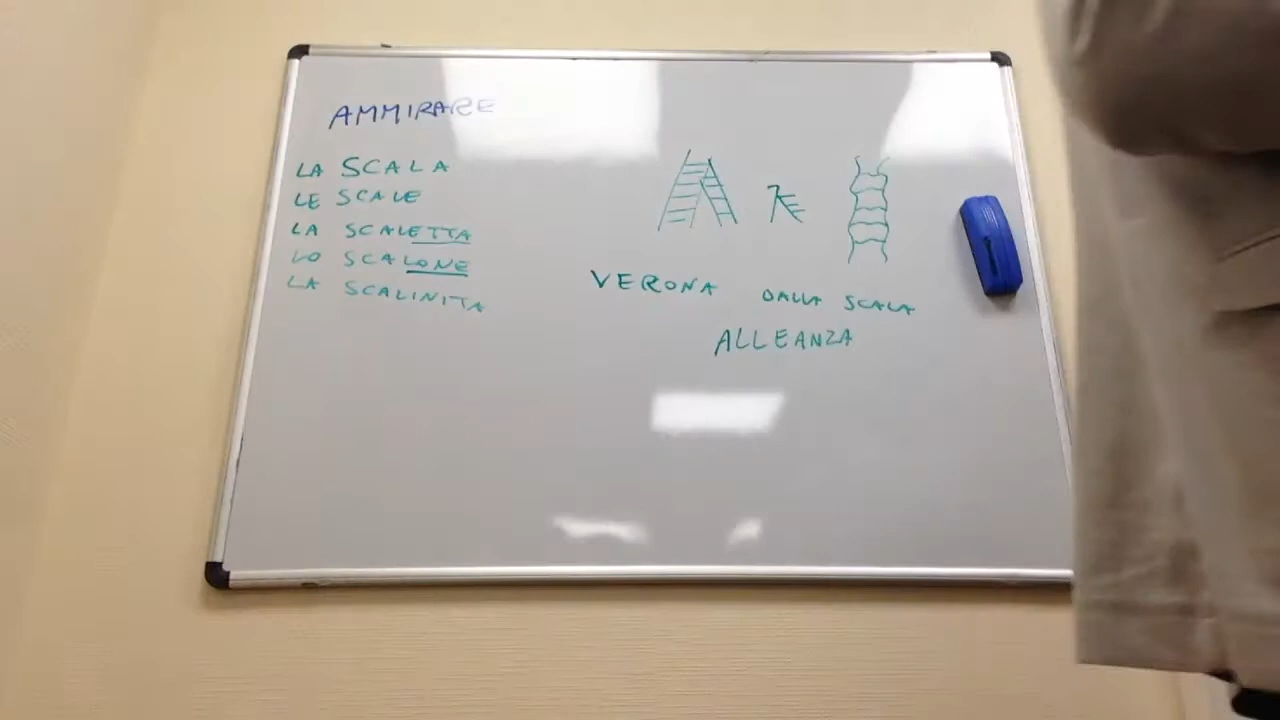 AMMIRARE
LA SCALA
LE SCALE
LA SCALETTA
LO SCALONE
LA SCALINITA
VERONA DALLA SCALA
ALLEANZA